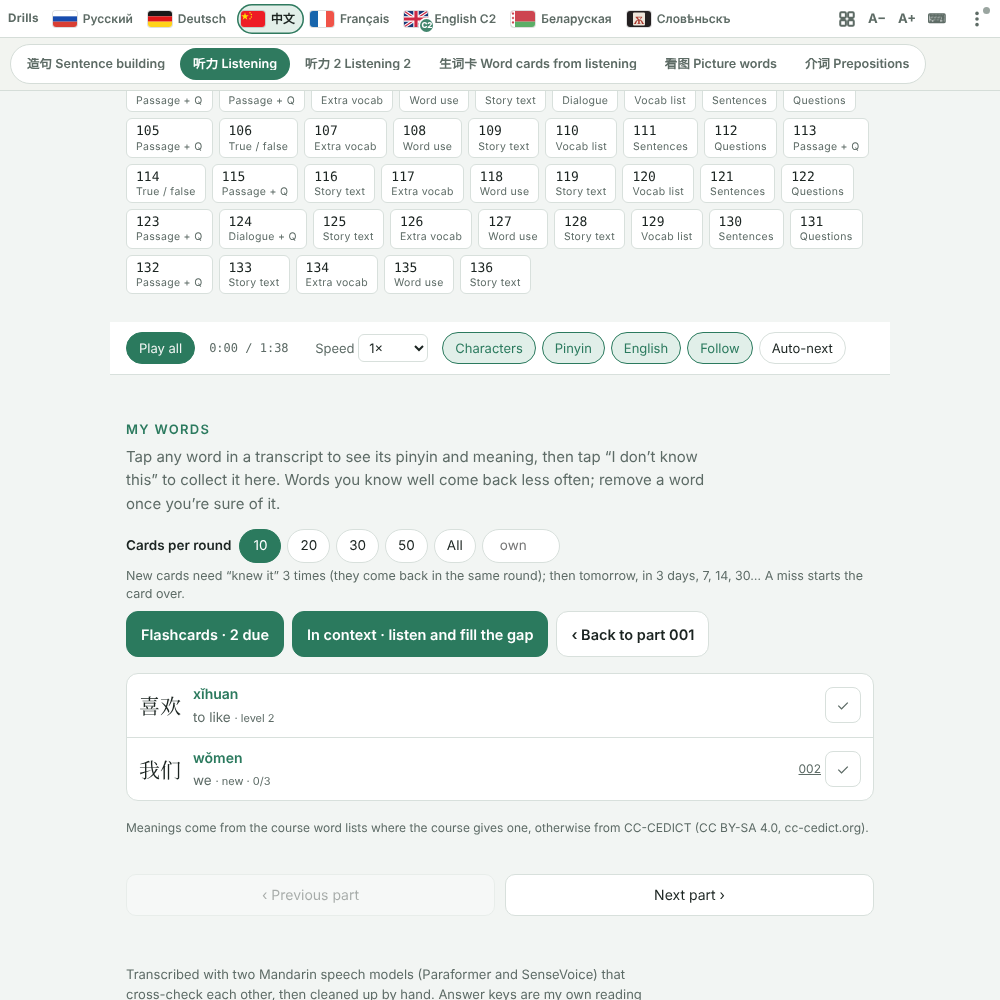 Drills Русский Deutsch 中文 Français English C2 Беларуская Словѣньскъ A− A+
造句 Sentence building 听力 Listening 听力 2 Listening 2 生词卡 Word cards from listening 看图 Picture words 介词 Prepositions
Passage + Q Passage + Q Extra vocab Word use Story text Dialogue Vocab list Sentences Questions
105 106 107 108 109 110 111 112 113
Passage + Q True / false Extra vocab Word use Story text Vocab list Sentences Questions Passage + Q
114 115 116 117 118 119 120 121 122
True / false Passage + Q Story text Extra vocab Word use Story text Vocab list Sentences Questions
123 124 125 126 127 128 129 130 131
Passage + Q Dialogue + Q Story text Extra vocab Word use Story text Vocab list Sentences Questions
132 133 134 135 136
Passage + Q Story text Extra vocab Word use Story text
Play all 0:00 / 1:38 Speed 1× Characters Pinyin English Follow Auto-next
MY WORDS
Tap any word in a transcript to see its pinyin and meaning, then tap “I don’t know
this” to collect it here. Words you know well come back less often; remove a word
once you’re sure of it.
Cards per round 10 20 30 50 All own
New cards need “knew it” 3 times (they come back in the same round); then tomorrow, in 3 days, 7, 14, 30… A miss starts the
card over.
Flashcards · 2 due In context · listen and fill the gap ‹ Back to part 001
喜欢 xǐhuan
to like · level 2
我们 wǒmen
we · new · 0/3 002
Meanings come from the course word lists where the course gives one, otherwise from CC-CEDICT (CC BY-SA 4.0, cc-cedict.org).
‹ Previous part Next part ›
Transcribed with two Mandarin speech models (Paraformer and SenseVoice) that
cross-check each other, then cleaned up by hand. Answer keys are my own reading